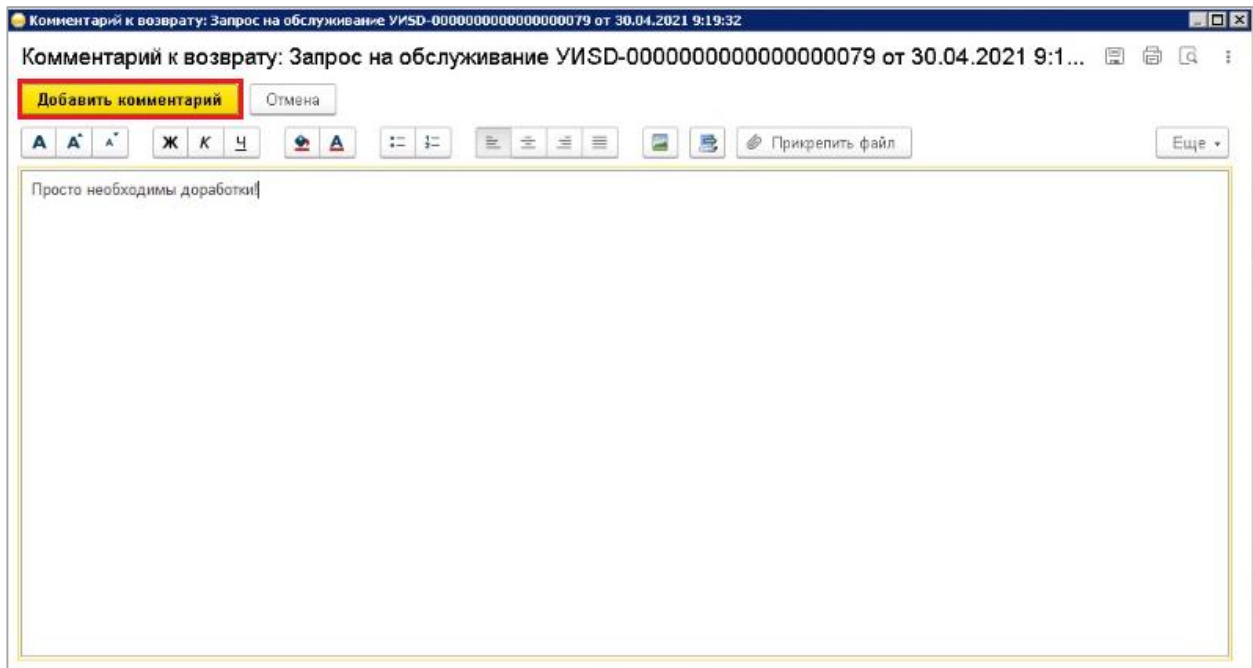 Комментарий к возврату: Запрос на обслуживание УИSD-0000000000000000079 от 30.04.2021 9:19:32
Комментарий к возврату: Запрос на обслуживание УИSD-0000000000000000079 от 30.04.2021 9:1...
Добавить комментарий Отмена
A A A Ж К Ч A Прикрепить файл Еще
Просто необходимы доработки!